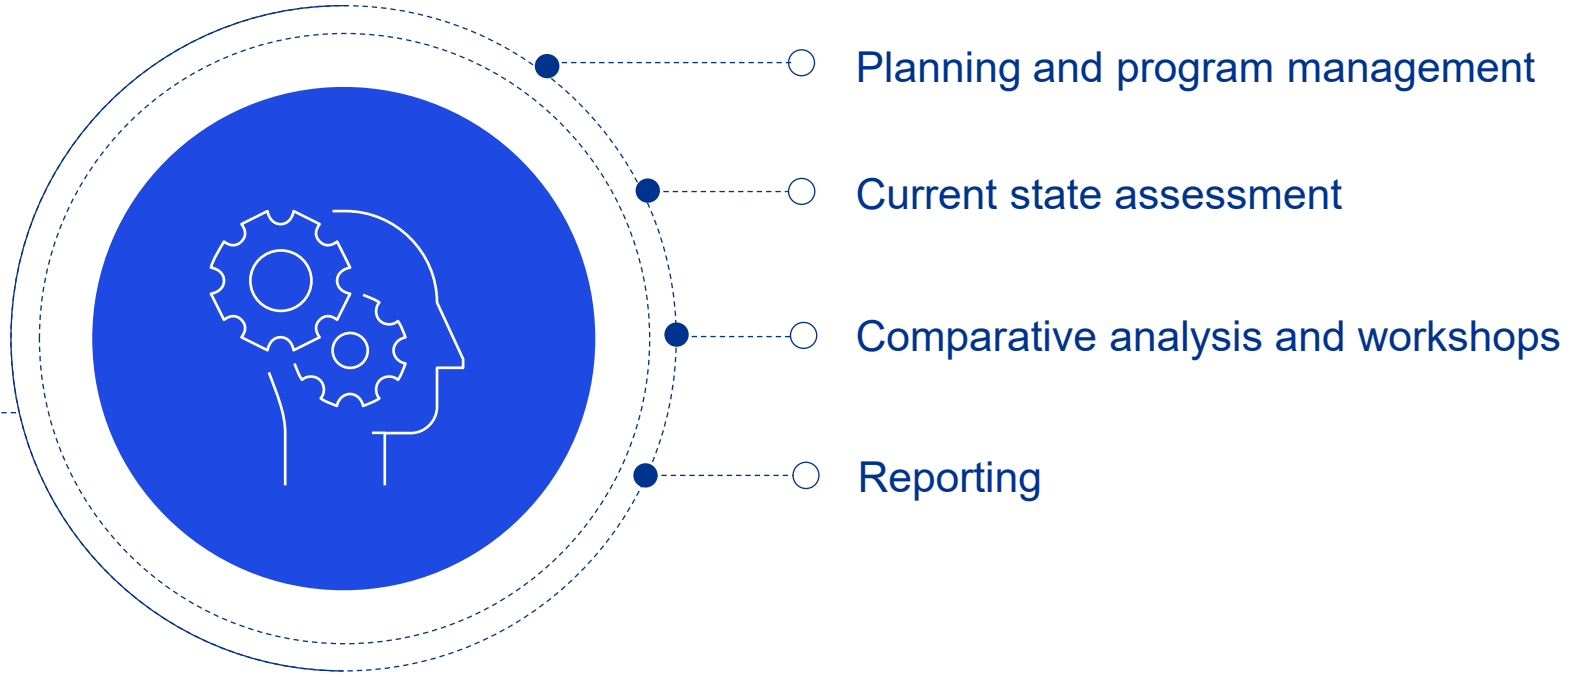 Planning and program management
Current state assessment
Comparative analysis and workshops
Reporting